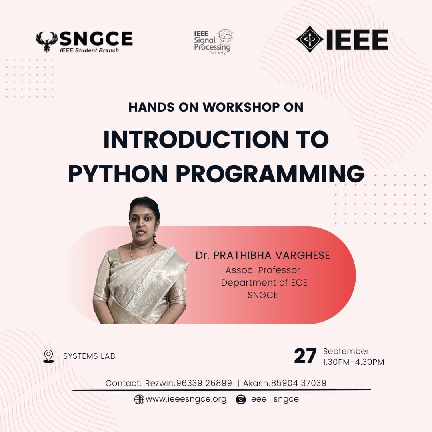 SNGCE
IEEE Student Branch
IEEE
Signal
Processing
Society
IEEE
HANDS ON WORKSHOP ON
INTRODUCTION TO
PYTHON PROGRAMMING
Dr. PRATHIBHA VARGHESE
Assoc. Professor
Department of ECE
SNGCE
SYSTEMS LAB
27 September
1.30PM-4.30PM
Contact: Rezwin:96339 26899 | Akash:85904 37039
www.ieeesngce.org ieee_sngce